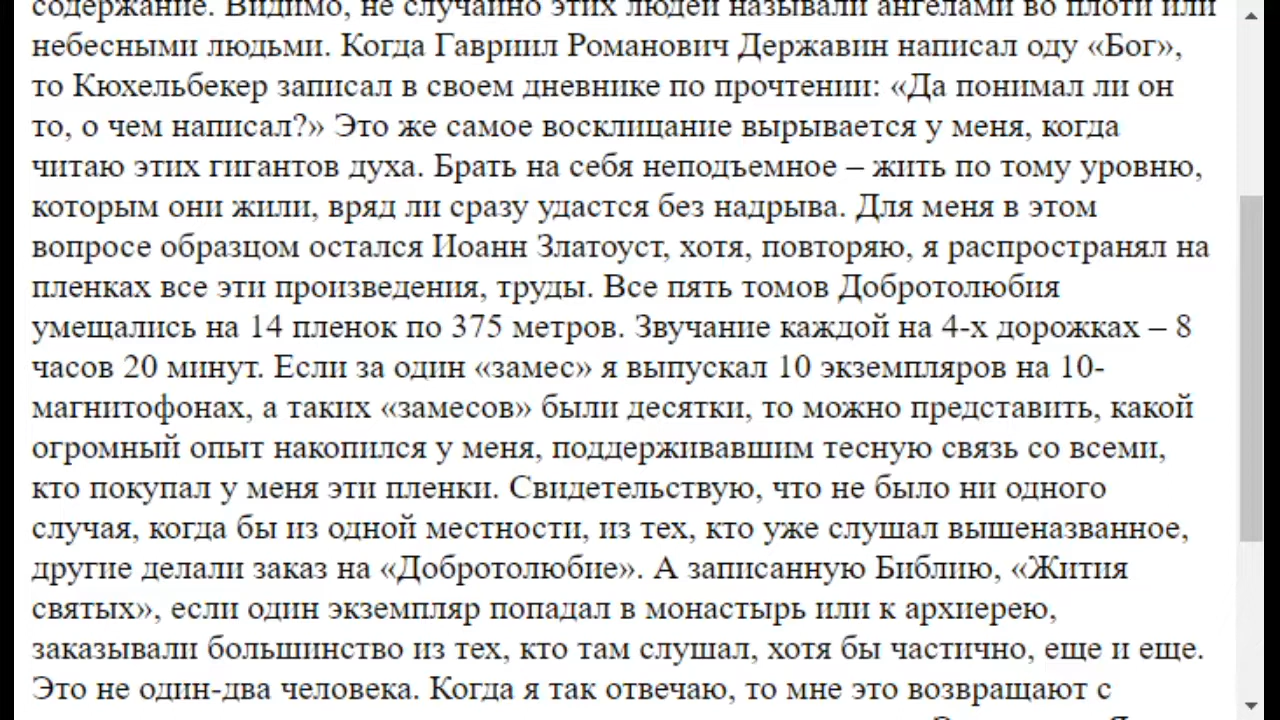 содержание. Видимо, не случайно этих людей называли ангелами во плоти или
небесными людьми. Когда Гавриил Романович Державин написал оду «Бог»,
то Кюхельбекер записал в своем дневнике по прочтении: «Да понимал ли он
то, о чем написал?» Это же самое восклицание вырывается у меня, когда
читаю этих гигантов духа. Брать на себя неподъемное – жить по тому уровню,
которым они жили, вряд ли сразу удастся без надрыва. Для меня в этом
вопросе образцом остался Иоанн Златоуст, хотя, повторяю, я распространял на
пленках все эти произведения, труды. Все пять томов Добротолюбия
умещались на 14 пленок по 375 метров. Звучание каждой на 4-х дорожках – 8
часов 20 минут. Если за один «замес» я выпускал 10 экземпляров на 10-
магнитофонах, а таких «замесов» были десятки, то можно представить, какой
огромный опыт накопился у меня, поддерживавшим тесную связь со всеми,
кто покупал у меня эти пленки. Свидетельствую, что не было ни одного
случая, когда бы из одной местности, из тех, кто уже слушал вышеназванное,
другие делали заказ на «Добротолюбие». А записанную Библию, «Жития
святых», если один экземпляр попадал в монастырь или к архиерею,
заказывали большинство из тех, кто там слушал, хотя бы частично, еще и еще.
Это не один-два человека. Когда я так отвечаю, то мне это возвращают с